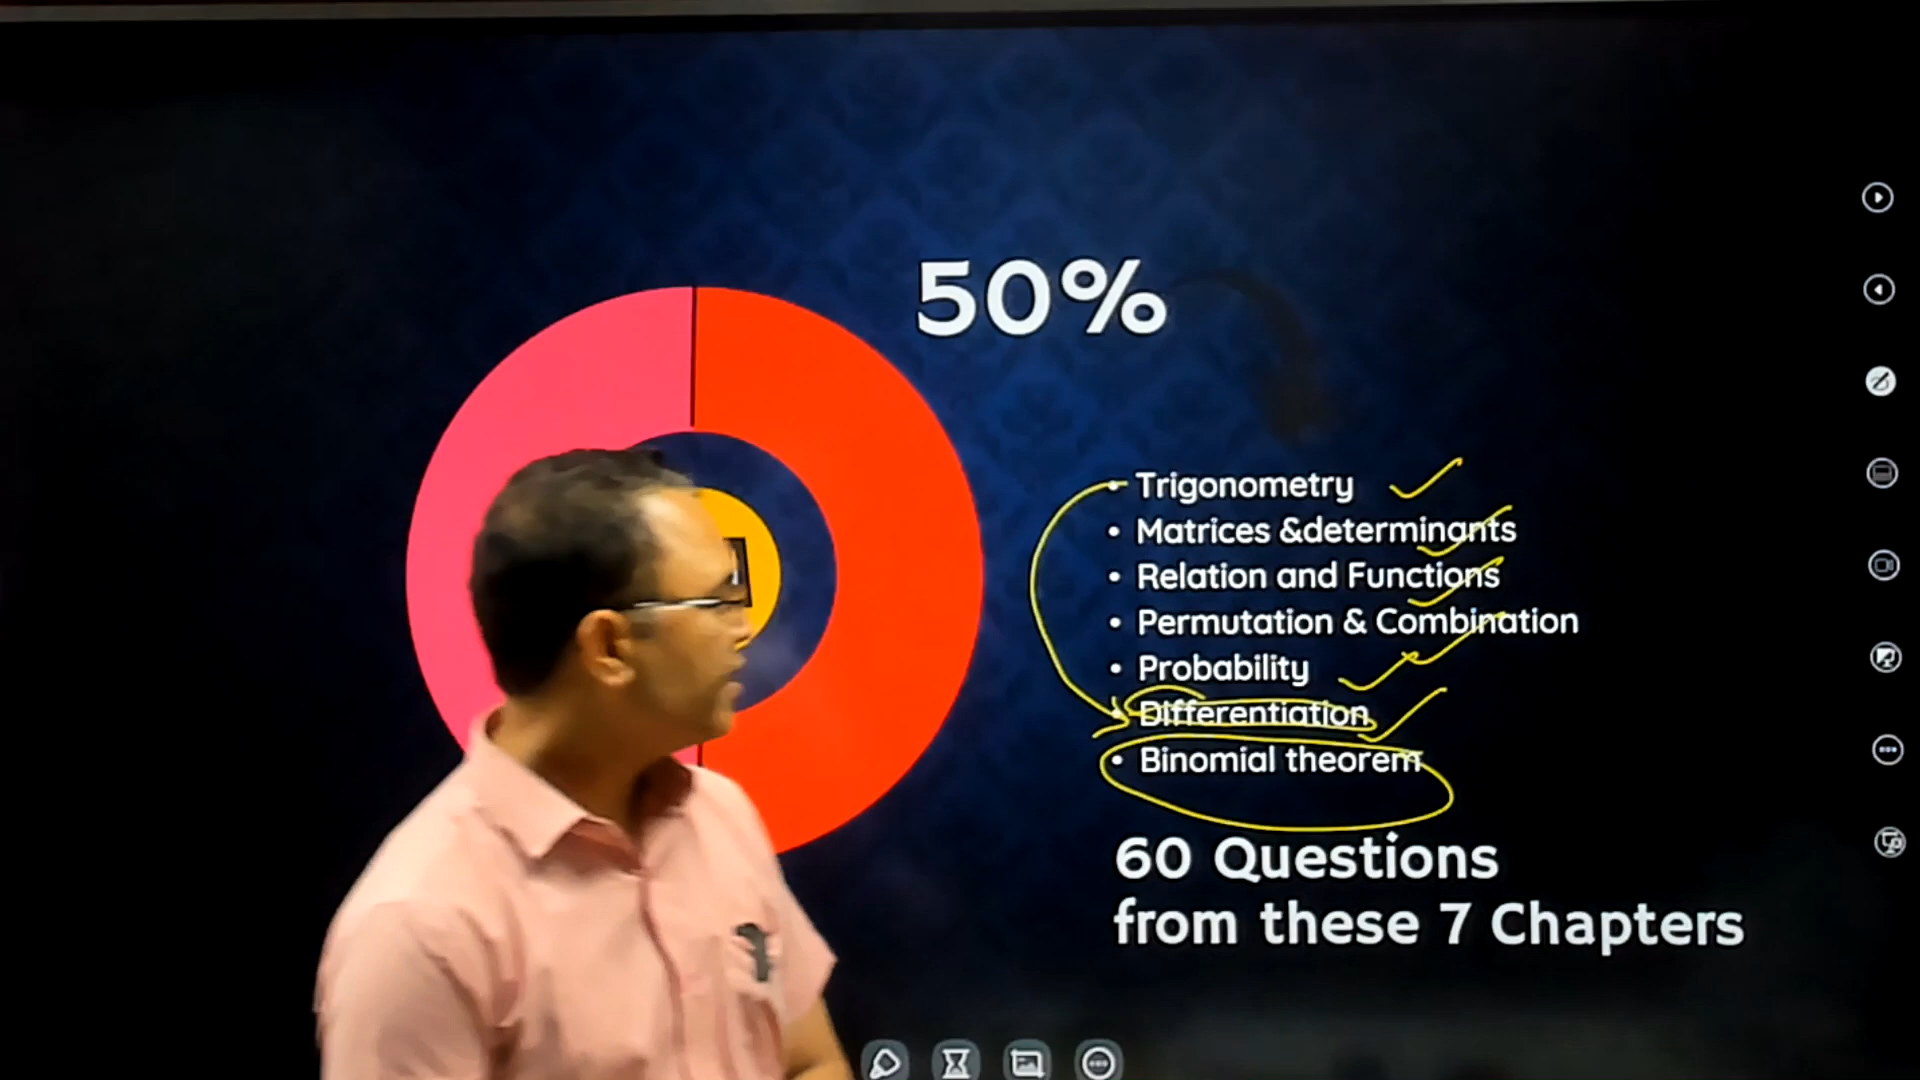 50%
• Trigonometry
• Matrices &determinants
• Relation and Functions
• Permutation & Combination
• Probability
• Differentiation
• Binomial theorem
60 Questions
from these 7 Chapters